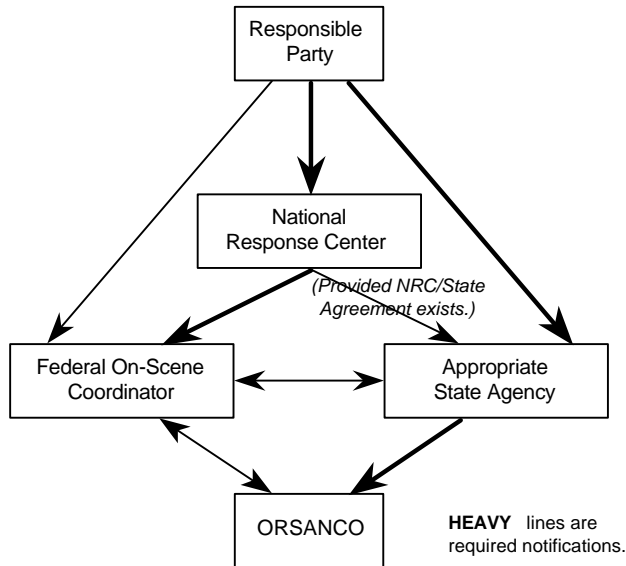 Responsible
Party
National
Response Center
(Provided NRC/State
Agreement exists.)
Federal On-Scene
Coordinator
Appropriate
State Agency
ORSANCO
HEAVY lines are
required notifications.